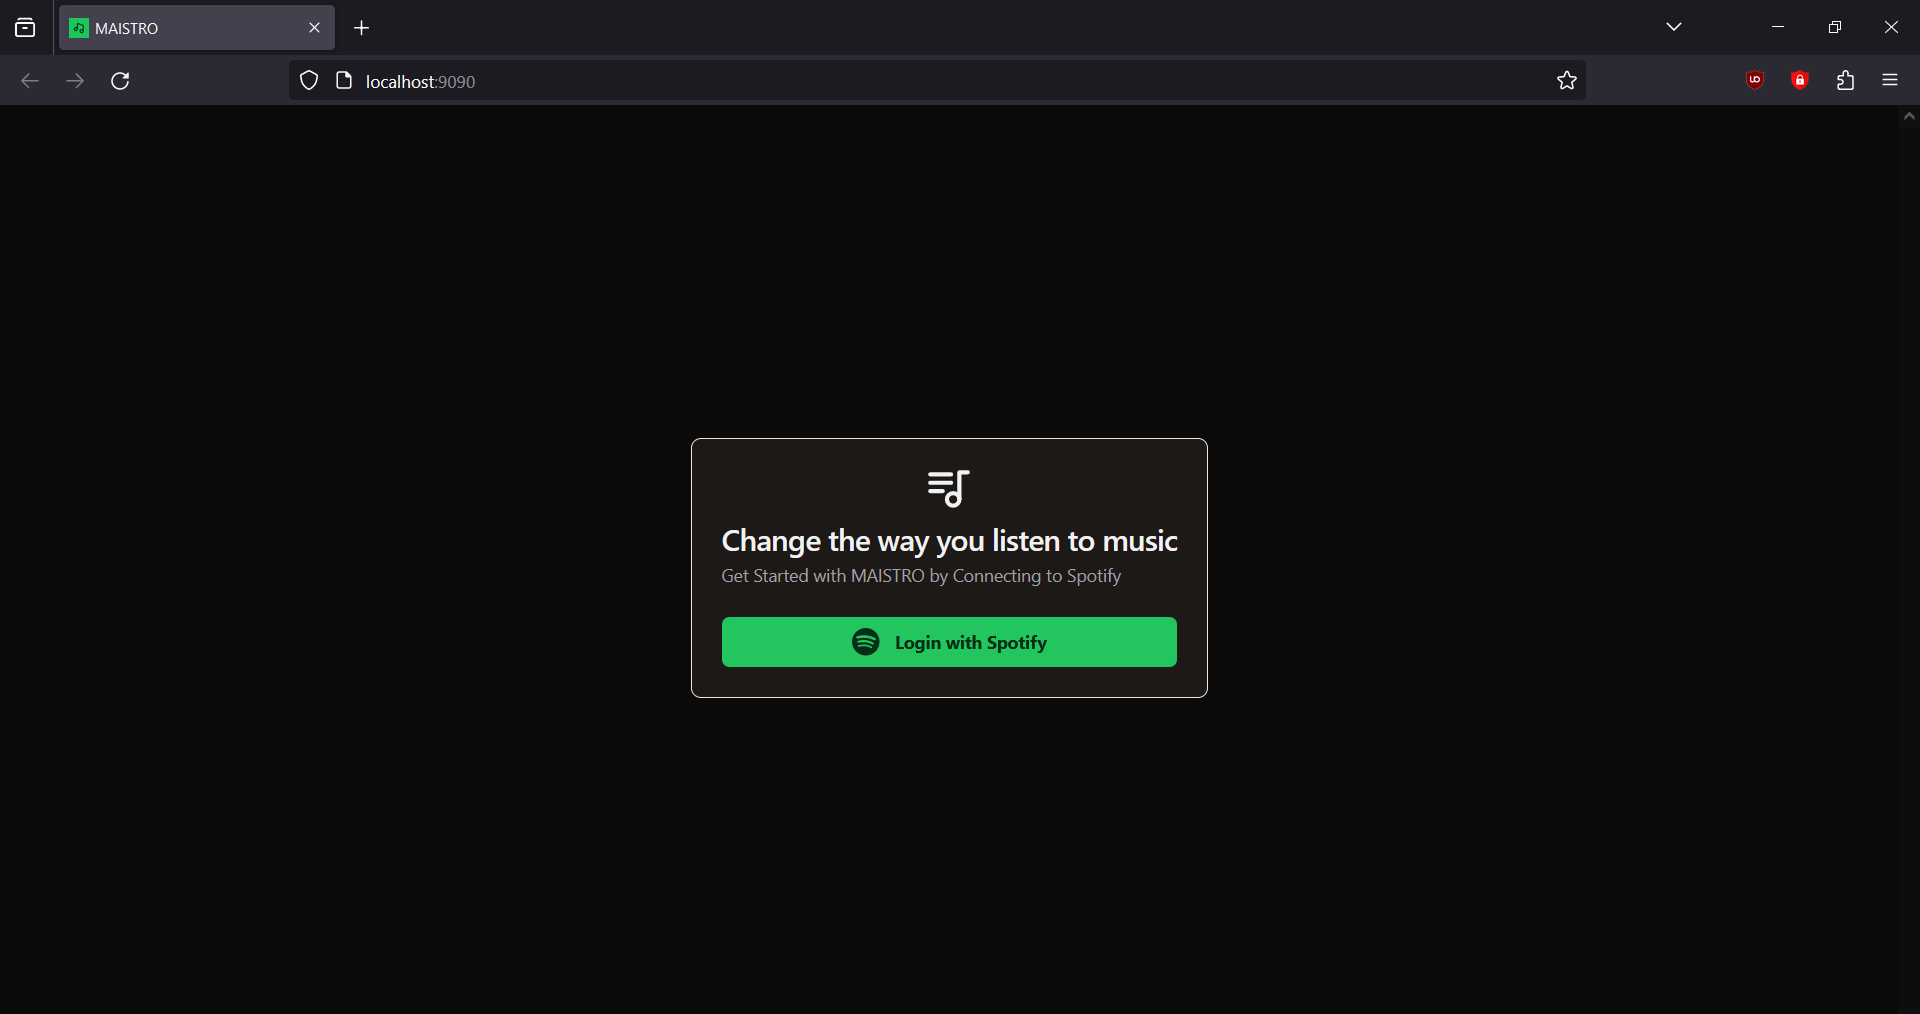 MAISTRO
localhost:9090
Change the way you listen to music
Get Started with MAISTRO by Connecting to Spotify
Login with Spotify